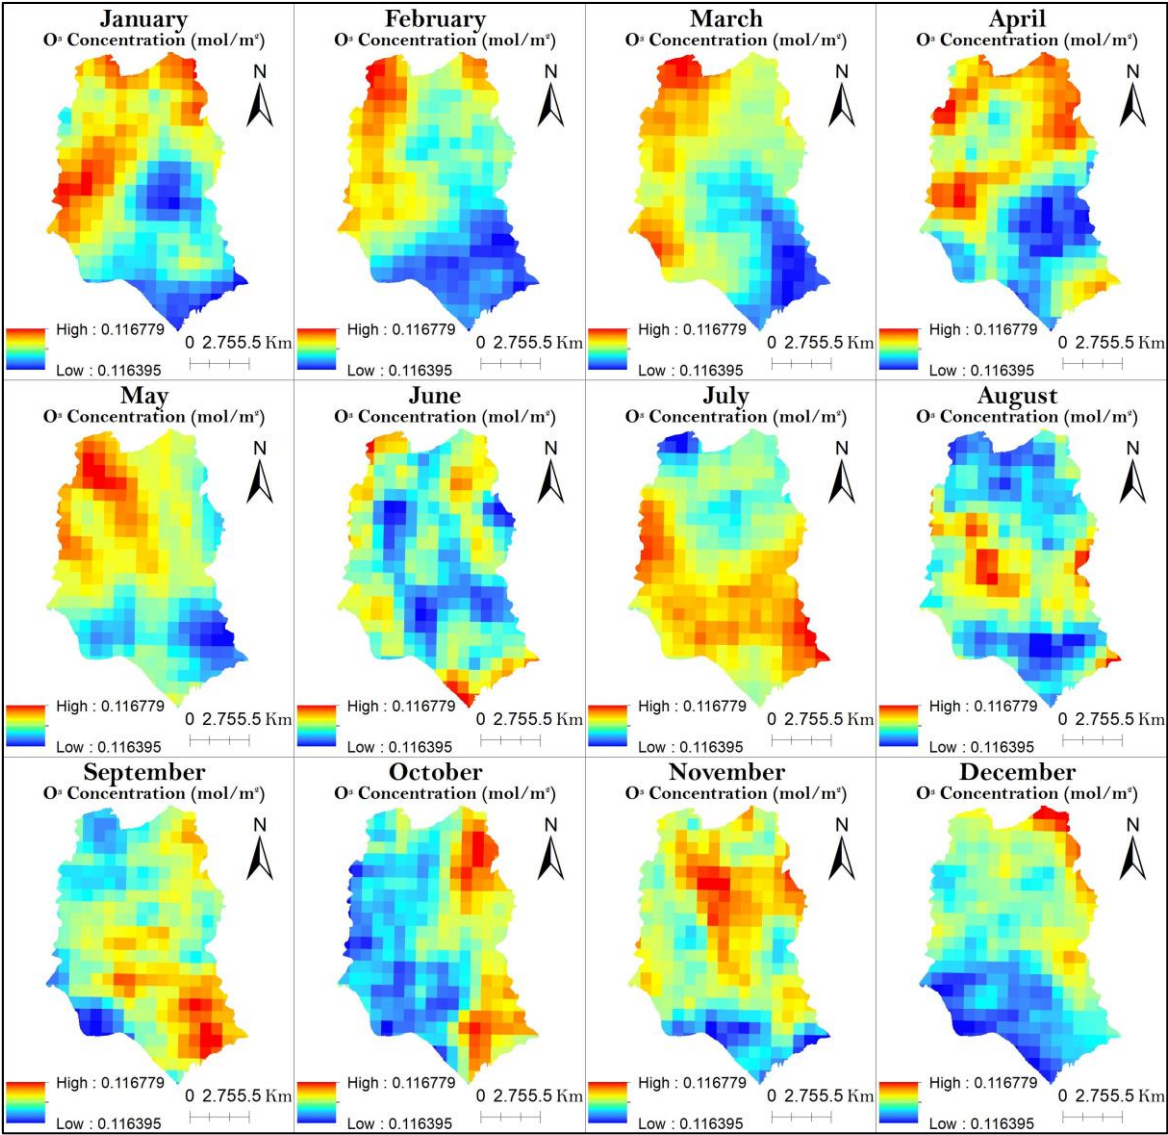 January
O³ Concentration (mol/m²)
N
High : 0.116779
Low : 0.116395
0 2.755.5 Km
February
O³ Concentration (mol/m²)
N
High : 0.116779
Low : 0.116395
0 2.755.5 Km
March
O³ Concentration (mol/m²)
N
High : 0.116779
Low : 0.116395
0 2.755.5 Km
April
O³ Concentration (mol/m²)
N
High : 0.116779
Low : 0.116395
0 2.755.5 Km
May
O³ Concentration (mol/m²)
N
High : 0.116779
Low : 0.116395
0 2.755.5 Km
June
O³ Concentration (mol/m²)
N
High : 0.116779
Low : 0.116395
0 2.755.5 Km
July
O³ Concentration (mol/m²)
N
High : 0.116779
Low : 0.116395
0 2.755.5 Km
August
O³ Concentration (mol/m²)
N
High : 0.116779
Low : 0.116395
0 2.755.5 Km
September
O³ Concentration (mol/m²)
N
High : 0.116779
Low : 0.116395
0 2.755.5 Km
October
O³ Concentration (mol/m²)
N
High : 0.116779
Low : 0.116395
0 2.755.5 Km
November
O³ Concentration (mol/m²)
N
High : 0.116779
Low : 0.116395
0 2.755.5 Km
December
O³ Concentration (mol/m²)
N
High : 0.116779
Low : 0.116395
0 2.755.5 Km